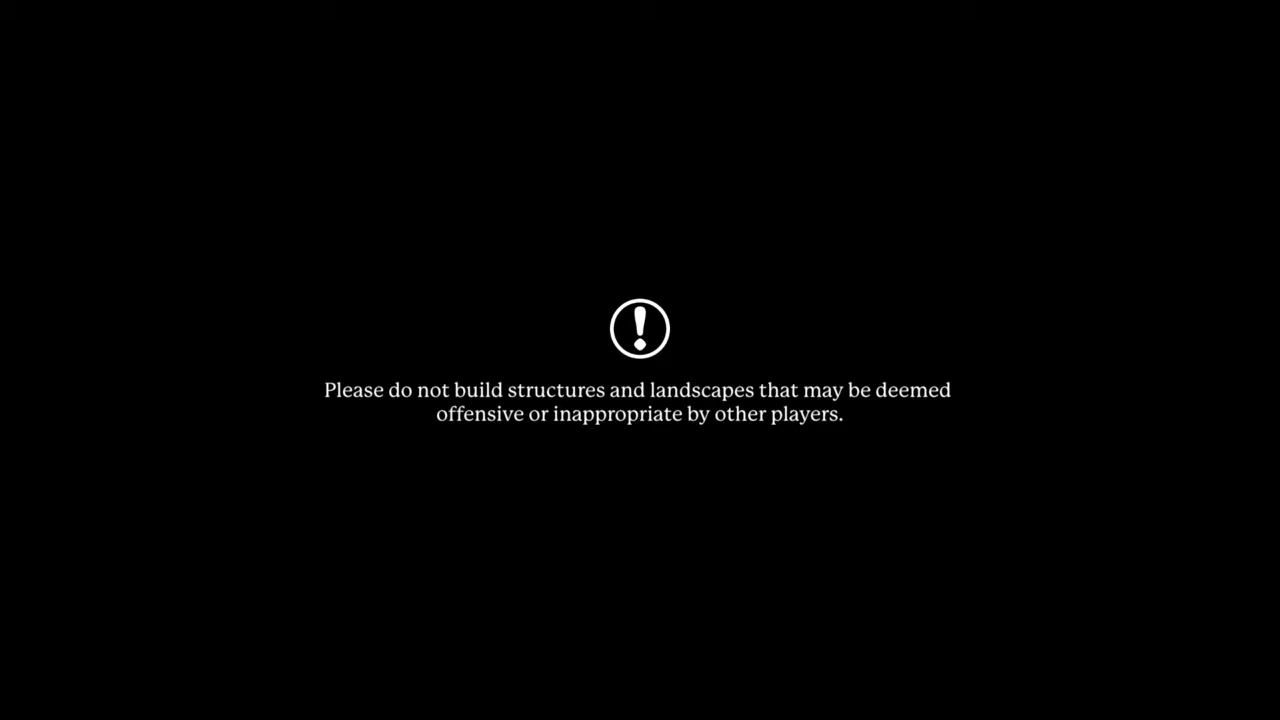 Please do not build structures and landscapes that may be deemed
offensive or inappropriate by other players.